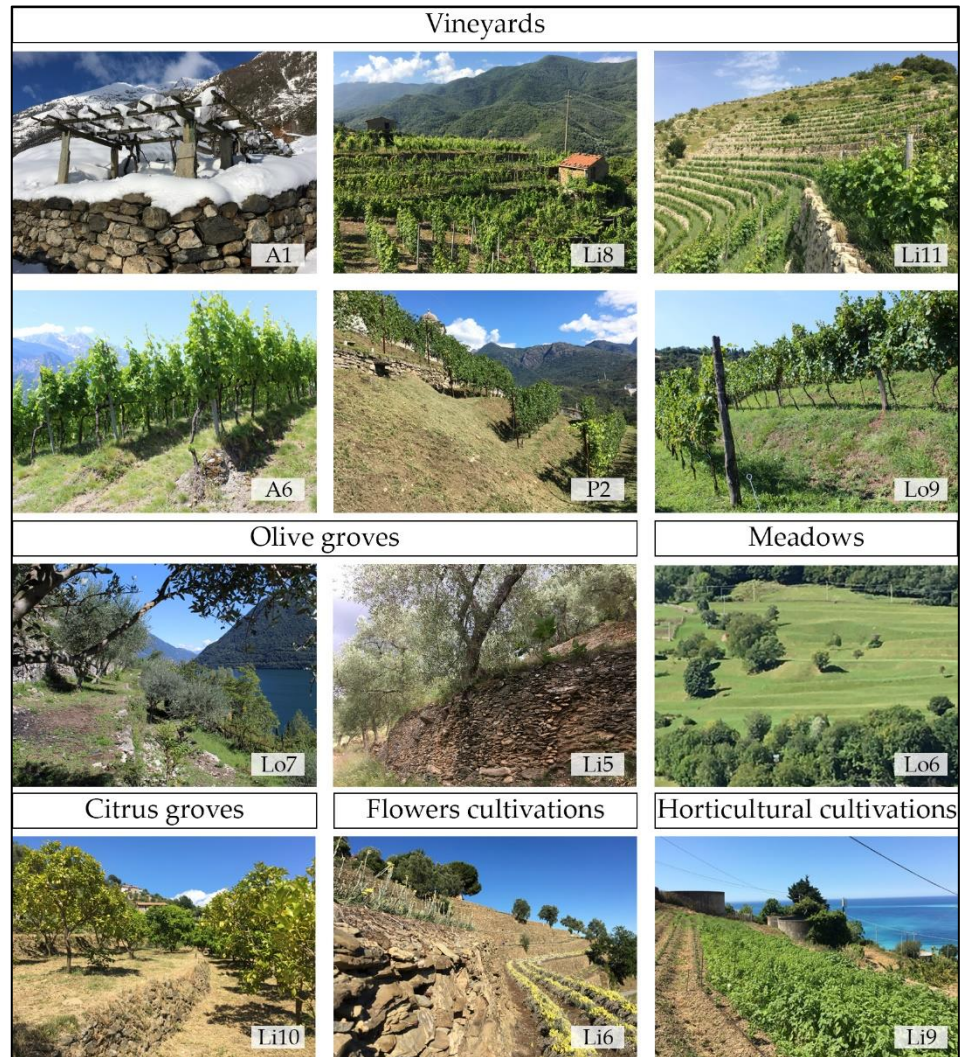 Vineyards
A1
Li8
Li11
A6
P2
Lo9
Olive groves
Meadows
Lo7
Li5
Lo6
Citrus groves
Flowers cultivations
Horticultural cultivations
Li10
Li6
Li9